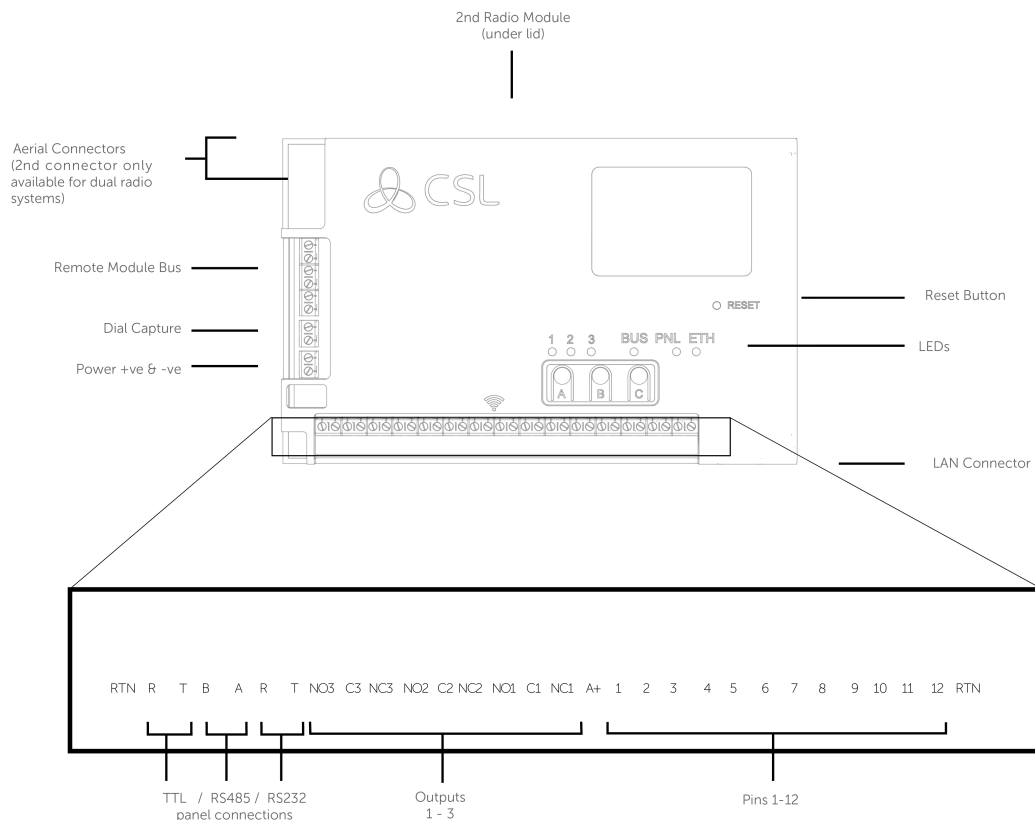 2nd Radio Module
(under lid)
Aerial Connectors
(2nd connector only
available for dual radio
systems)
CSL
Remote Module Bus
RESET
Reset Button
Dial Capture
1 2 3 BUS PNL ETH
LEDs
Power +ve & -ve
A B C
LAN Connector
RTN R T B A R T NO3 C3 NC3 NO2 C2 NC2 NO1 C1 NC1 A+ 1 2 3 4 5 6 7 8 9 10 11 12 RTN
TTL / RS485 / RS232
panel connections
Outputs
1 - 3
Pins 1-12